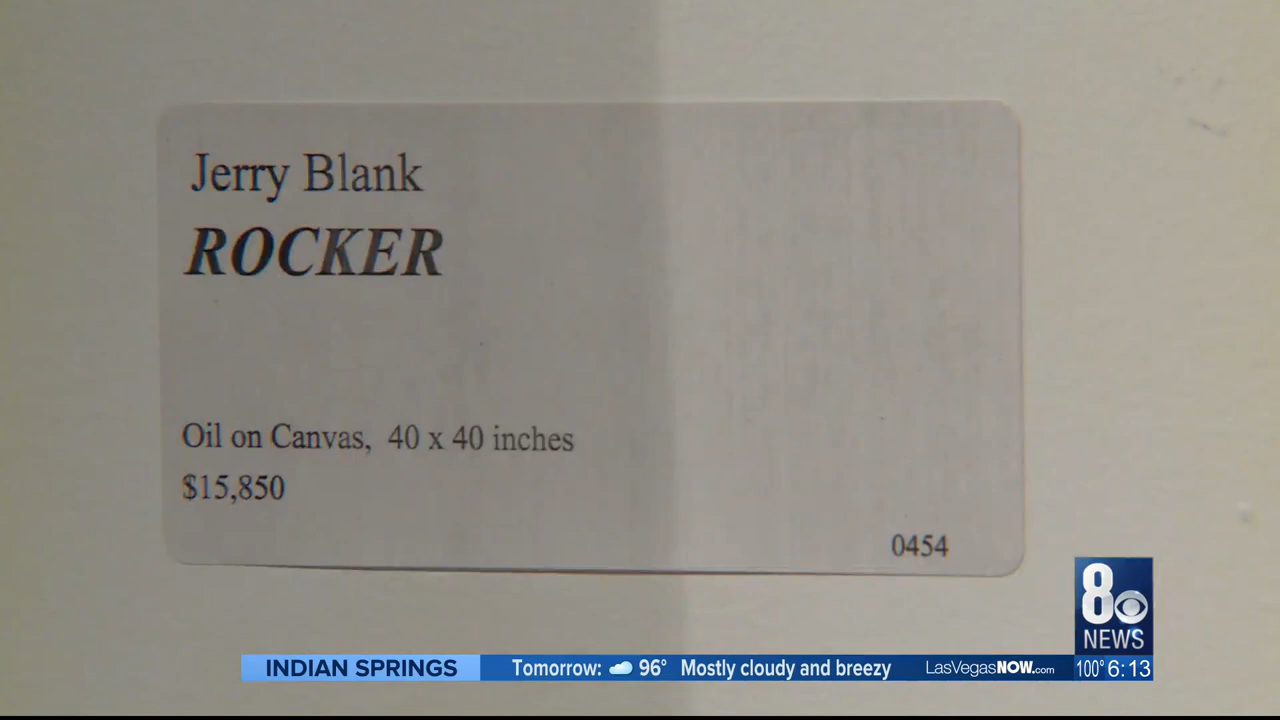 Jerry Blank
ROCKER
Oil on Canvas, 40 x 40 inches
$15,850
0454
8
NEWS
INDIAN SPRINGS Tomorrow: 96° Mostly cloudy and breezy LasVegasNOW.com 100° 6:13